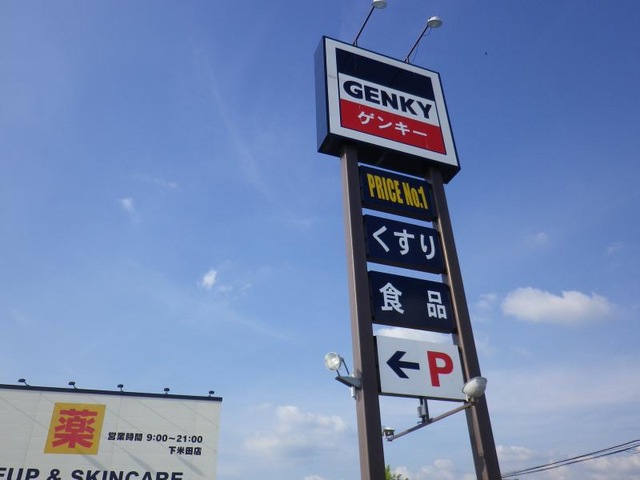 GENKY
ゲンキー
PRICE No.1
くすり
食品
←P
薬
営業時間 9:00~21:00
下米田店
& SKINCARE